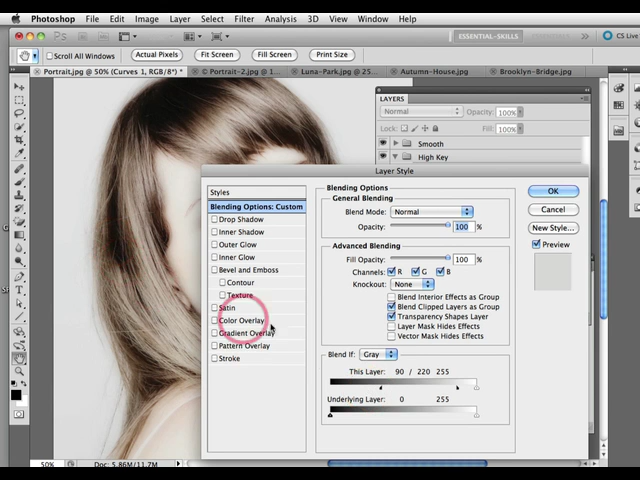 Photoshop File Edit Image Layer Select Filter Analysis 3D View Window Help
Ps 50% ESSENTIAL-SKILLS CS Live
Scroll All Windows Actual Pixels Fit Screen Fill Screen Print Size
Portrait.jpg @ 50% (Curves 1, RGB/8*) * © Portrait-2.jpg @ 1... Luna-Park.jpg @ 25... Autumn-House.jpg Brooklyn-Bridge.jpg
LAYERS
Normal Opacity: 100%
Lock: Fill: 100%
Smooth
High Key
Layer Style
Styles
Blending Options: Custom
Drop Shadow
Inner Shadow
Outer Glow
Inner Glow
Bevel and Emboss
Contour
Texture
Satin
Color Overlay
Gradient Overlay
Pattern Overlay
Stroke
Blending Options
General Blending
Blend Mode: Normal
Opacity: 100 %
Advanced Blending
Fill Opacity: 100 %
Channels: R G B
Knockout: None
Blend Interior Effects as Group
Blend Clipped Layers as Group
Transparency Shapes Layer
Layer Mask Hides Effects
Vector Mask Hides Effects
Blend If: Gray
This Layer: 90 / 220 255
Underlying Layer: 0 255
OK
Cancel
New Style...
Preview
50% Doc: 5.86M/11.7M